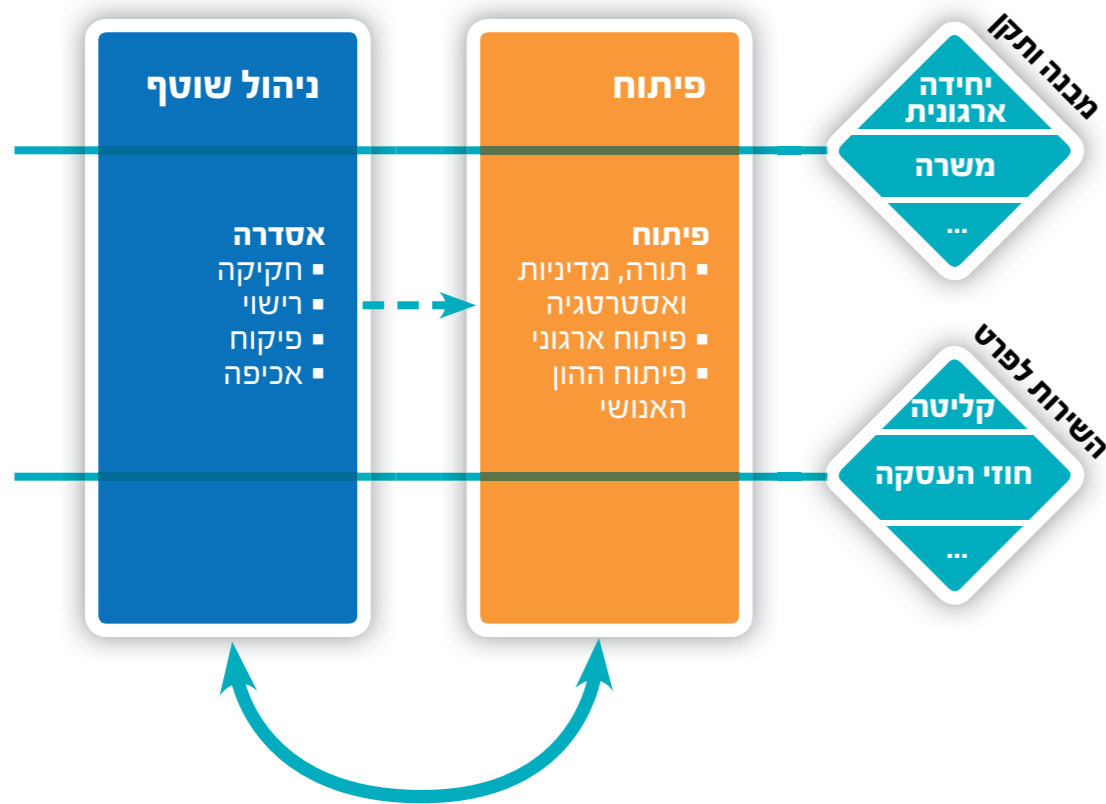 מבנה ותקן
יחידה
ארגונית
משרה
...
השירות לפרט
קליטה
חוזי העסקה
...
פיתוח
פיתוח
▪ תורה, מדיניות
ואסטרטגיה
▪ פיתוח ארגוני
▪ פיתוח ההון
האנושי
ניהול שוטף
אסדרה
▪ חקיקה
▪ רישוי
▪ פיקוח
▪ אכיפה